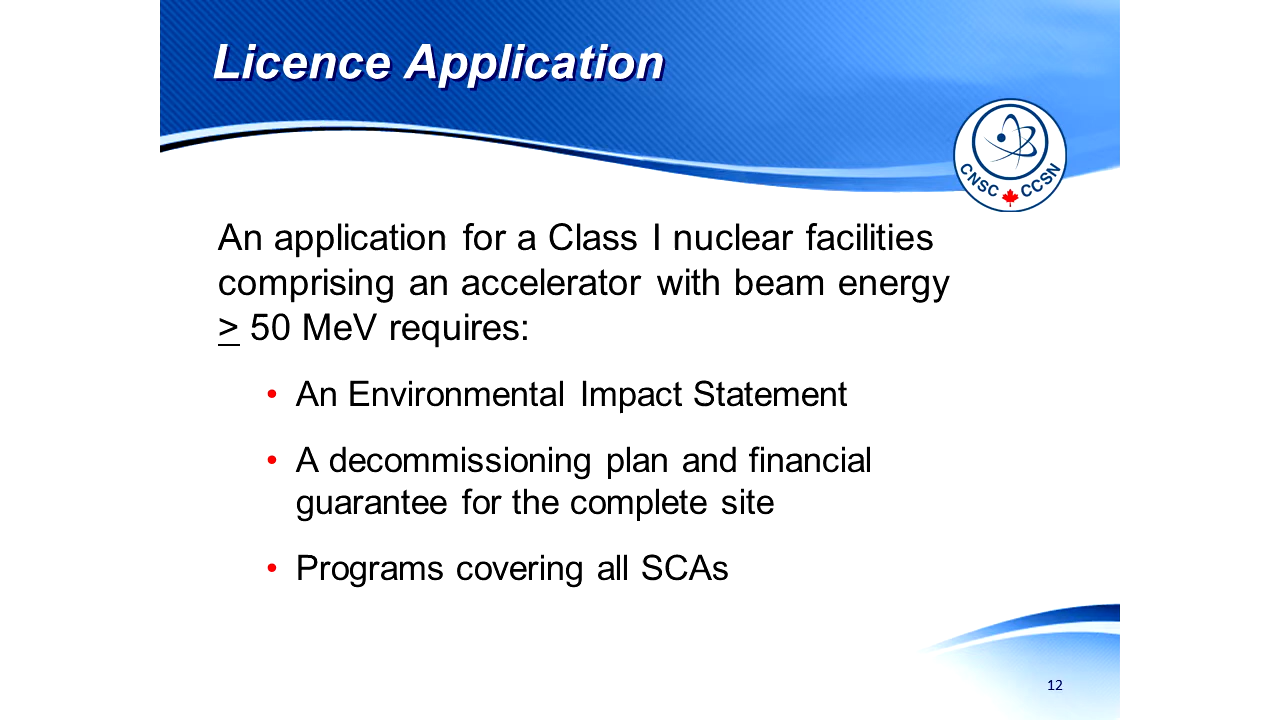 Licence Application
CNSC CCSN
An application for a Class I nuclear facilities
comprising an accelerator with beam energy
≥ 50 MeV requires:
• An Environmental Impact Statement
• A decommissioning plan and financial
guarantee for the complete site
• Programs covering all SCAs
12